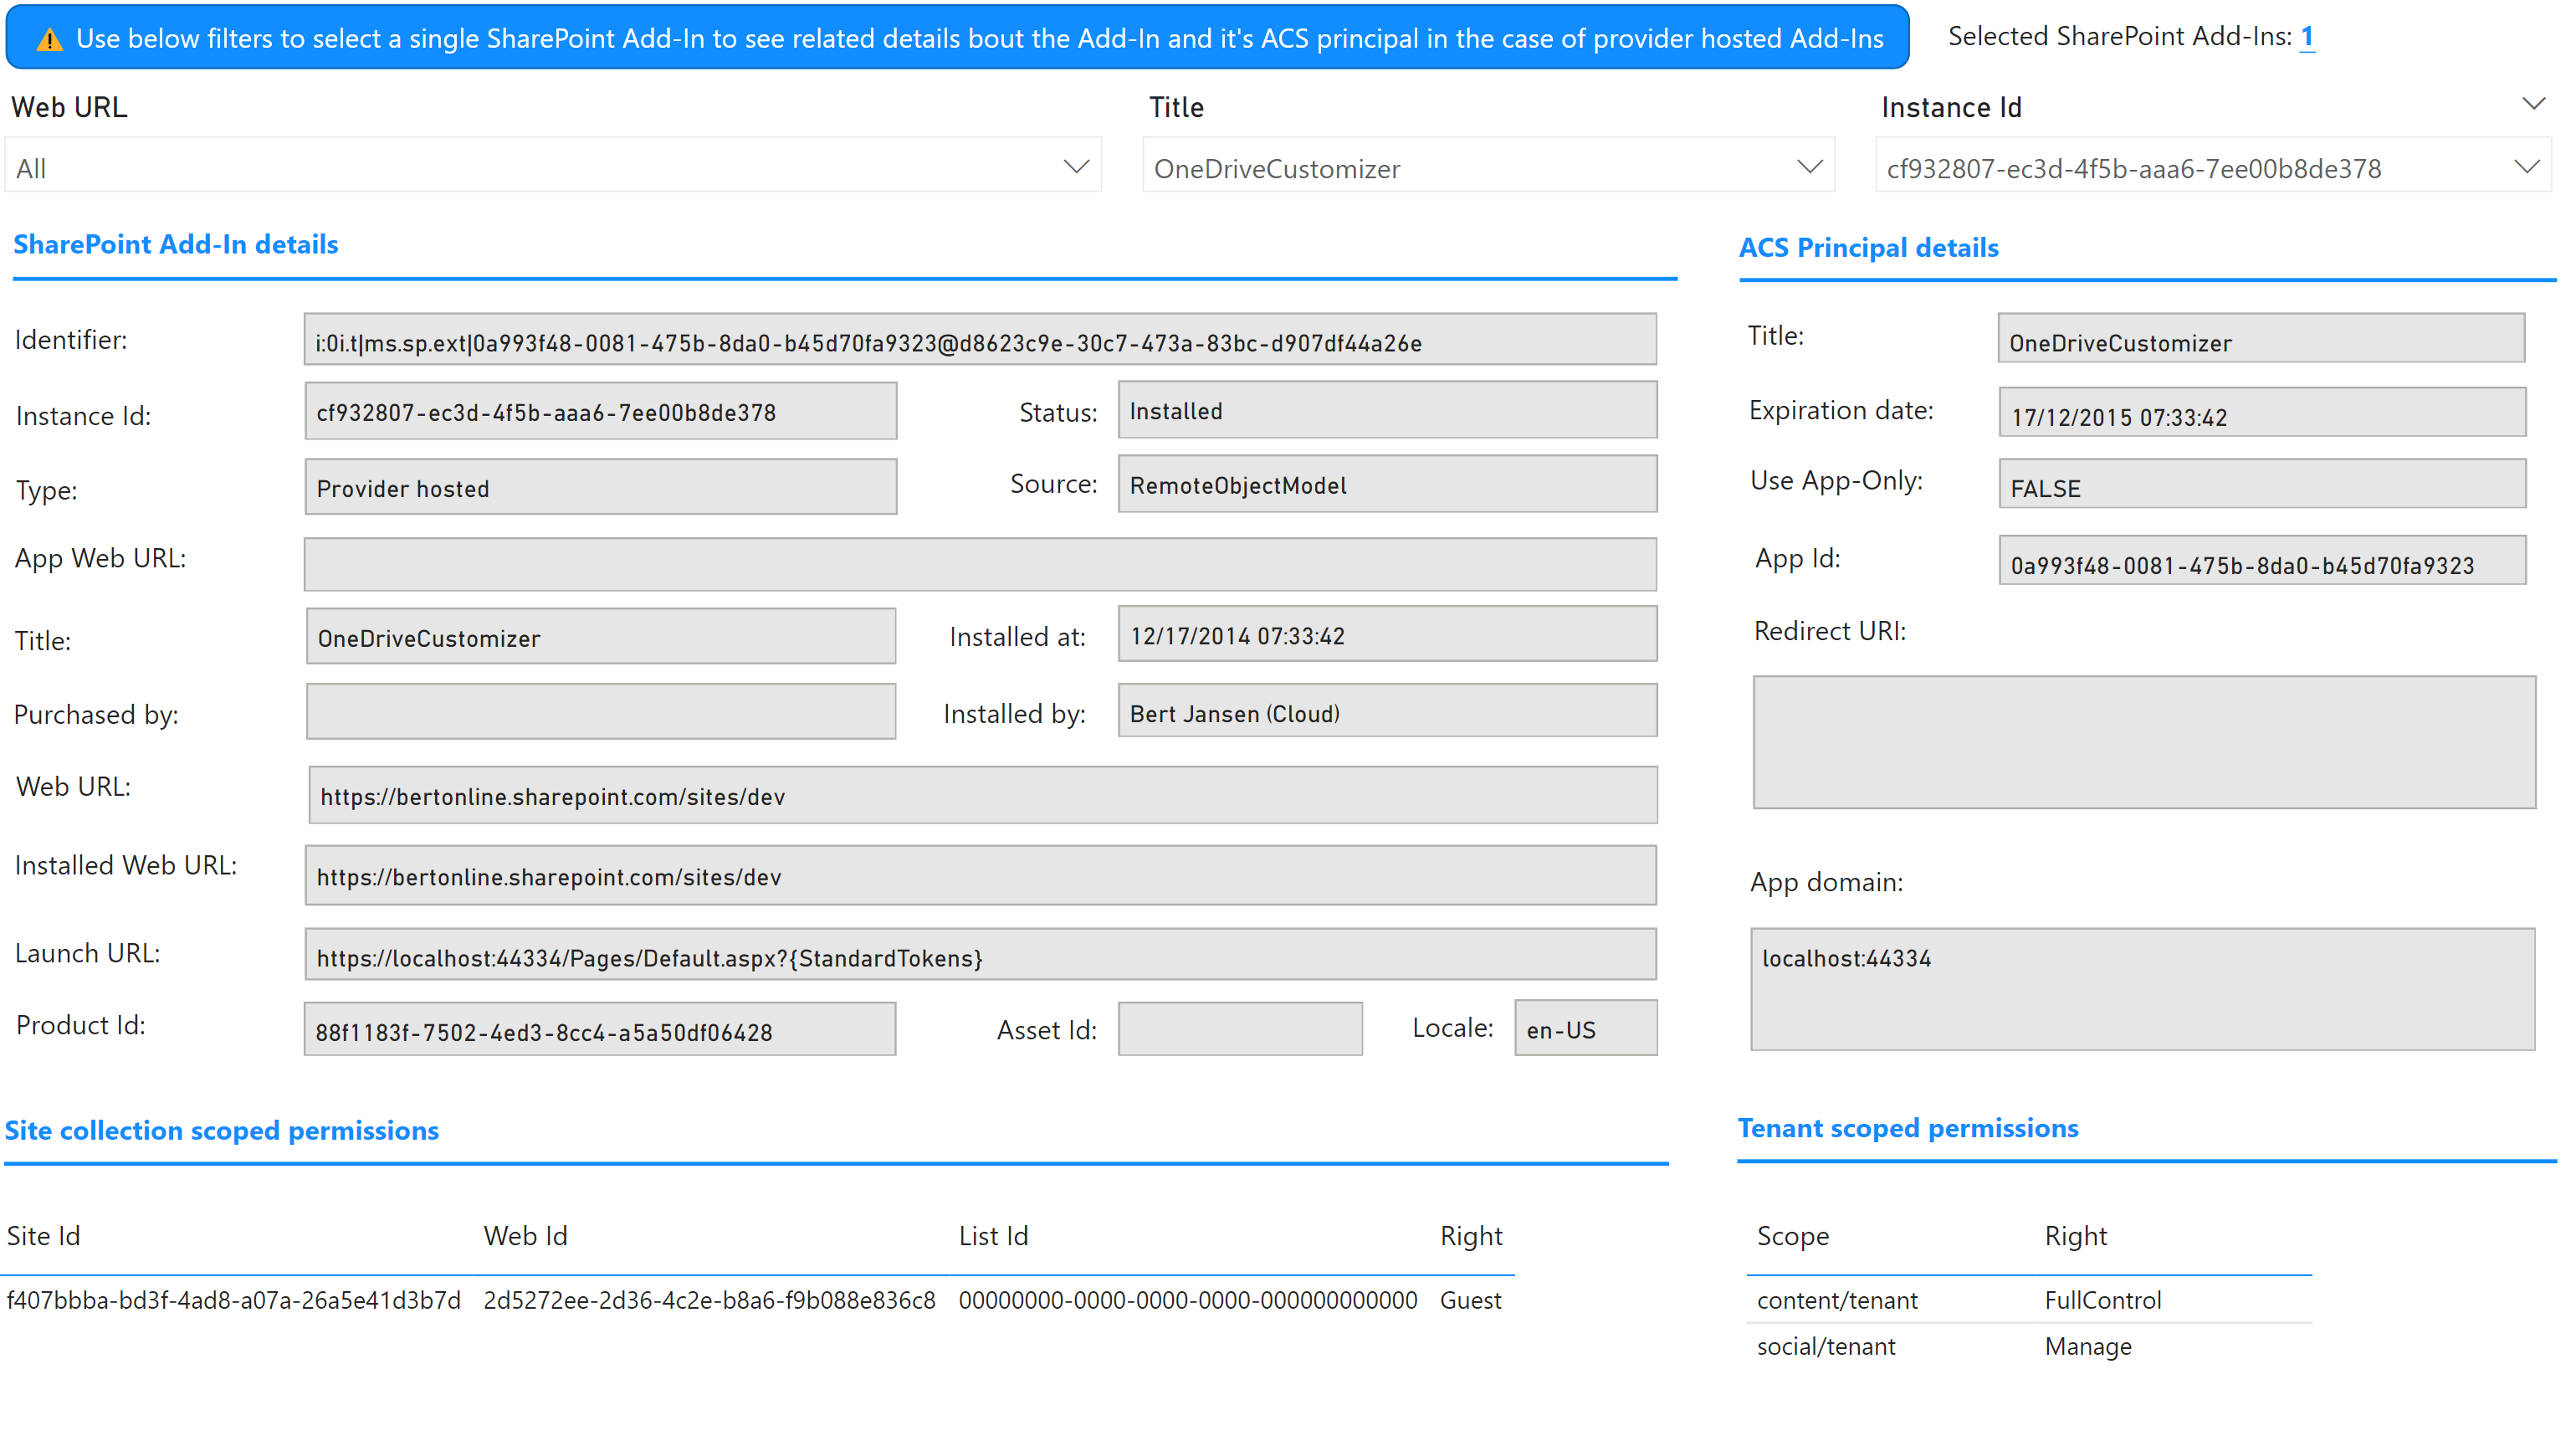 ⚠ Use below filters to select a single SharePoint Add-In to see related details bout the Add-In and it's ACS principal in the case of provider hosted Add-Ins
Selected SharePoint Add-Ins: 1
Web URL
All
Title
OneDriveCustomizer
Instance Id
cf932807-ec3d-4f5b-aaa6-7ee00b8de378
SharePoint Add-In details
Identifier: i:0i.t|ms.sp.ext|0a993f48-0081-475b-8da0-b45d70fa9323@d8623c9e-30c7-473a-83bc-d907df44a26e
Instance Id: cf932807-ec3d-4f5b-aaa6-7ee00b8de378 Status: Installed
Type: Provider hosted Source: RemoteObjectModel
App Web URL:
Title: OneDriveCustomizer Installed at: 12/17/2014 07:33:42
Purchased by: Installed by: Bert Jansen (Cloud)
Web URL: https://bertonline.sharepoint.com/sites/dev
Installed Web URL: https://bertonline.sharepoint.com/sites/dev
Launch URL: https://localhost:44334/Pages/Default.aspx?{StandardTokens}
Product Id: 88f1183f-7502-4ed3-8cc4-a5a50df06428 Asset Id: Locale: en-US
ACS Principal details
Title: OneDriveCustomizer
Expiration date: 17/12/2015 07:33:42
Use App-Only: FALSE
App Id: 0a993f48-0081-475b-8da0-b45d70fa9323
Redirect URI:
App domain:
localhost:44334
Site collection scoped permissions
Site Id Web Id List Id Right
f407bbba-bd3f-4ad8-a07a-26a5e41d3b7d 2d5272ee-2d36-4c2e-b8a6-f9b088e836c8 00000000-0000-0000-0000-000000000000 Guest
Tenant scoped permissions
Scope Right
content/tenant FullControl
social/tenant Manage